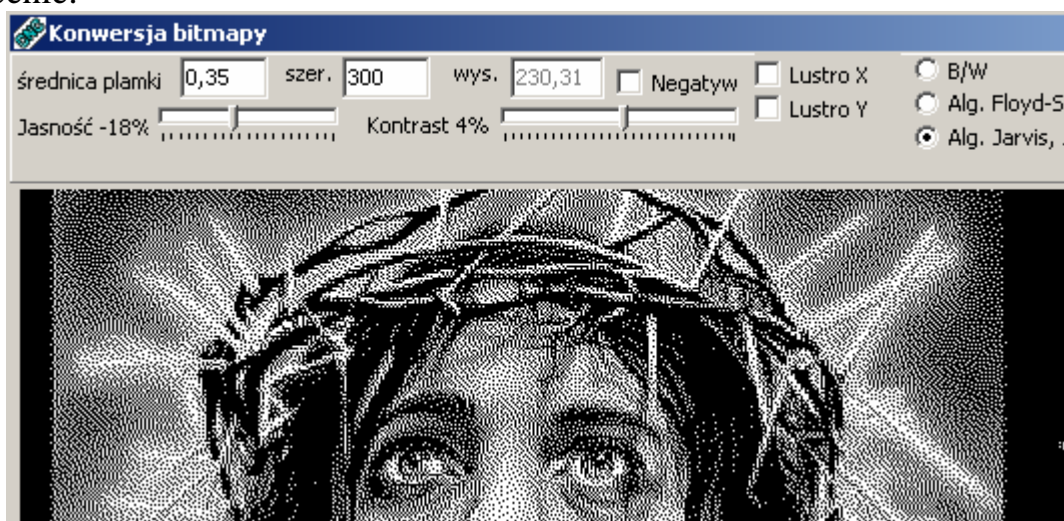 Konwersja bitmapy
średnica plamki 0,35 szer. 300 wys. 230,31 Negatyw Lustro X B/W
Lustro Y Alg. Floyd-S
Jasność -18% Kontrast 4% Alg. Jarvis,